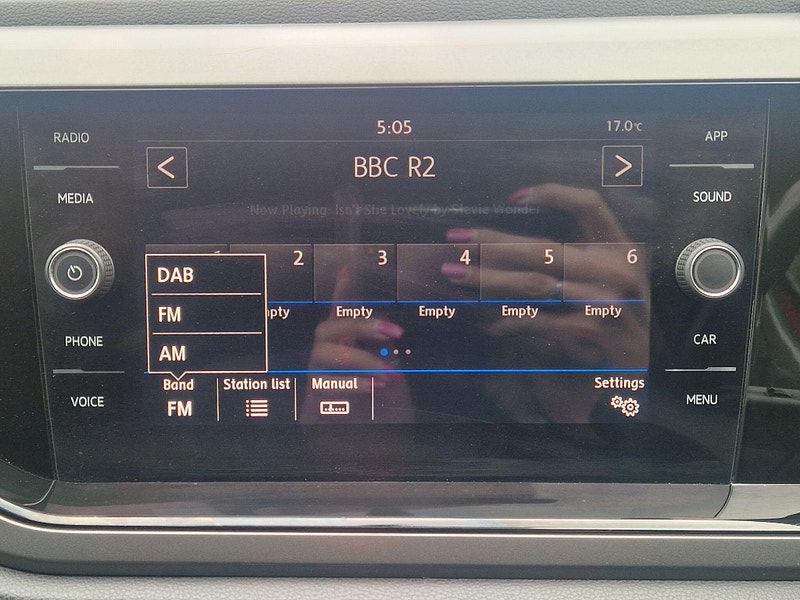 RADIO
MEDIA
PHONE
VOICE
5:05
17.0°C
BBC R2
Now Playing: Isn't She Lovely by Stevie Wonder
2 3 4 5 6
Empty Empty Empty Empty
DAB
FM
AM
Band
FM
Station list
Manual
Settings
APP
SOUND
CAR
MENU